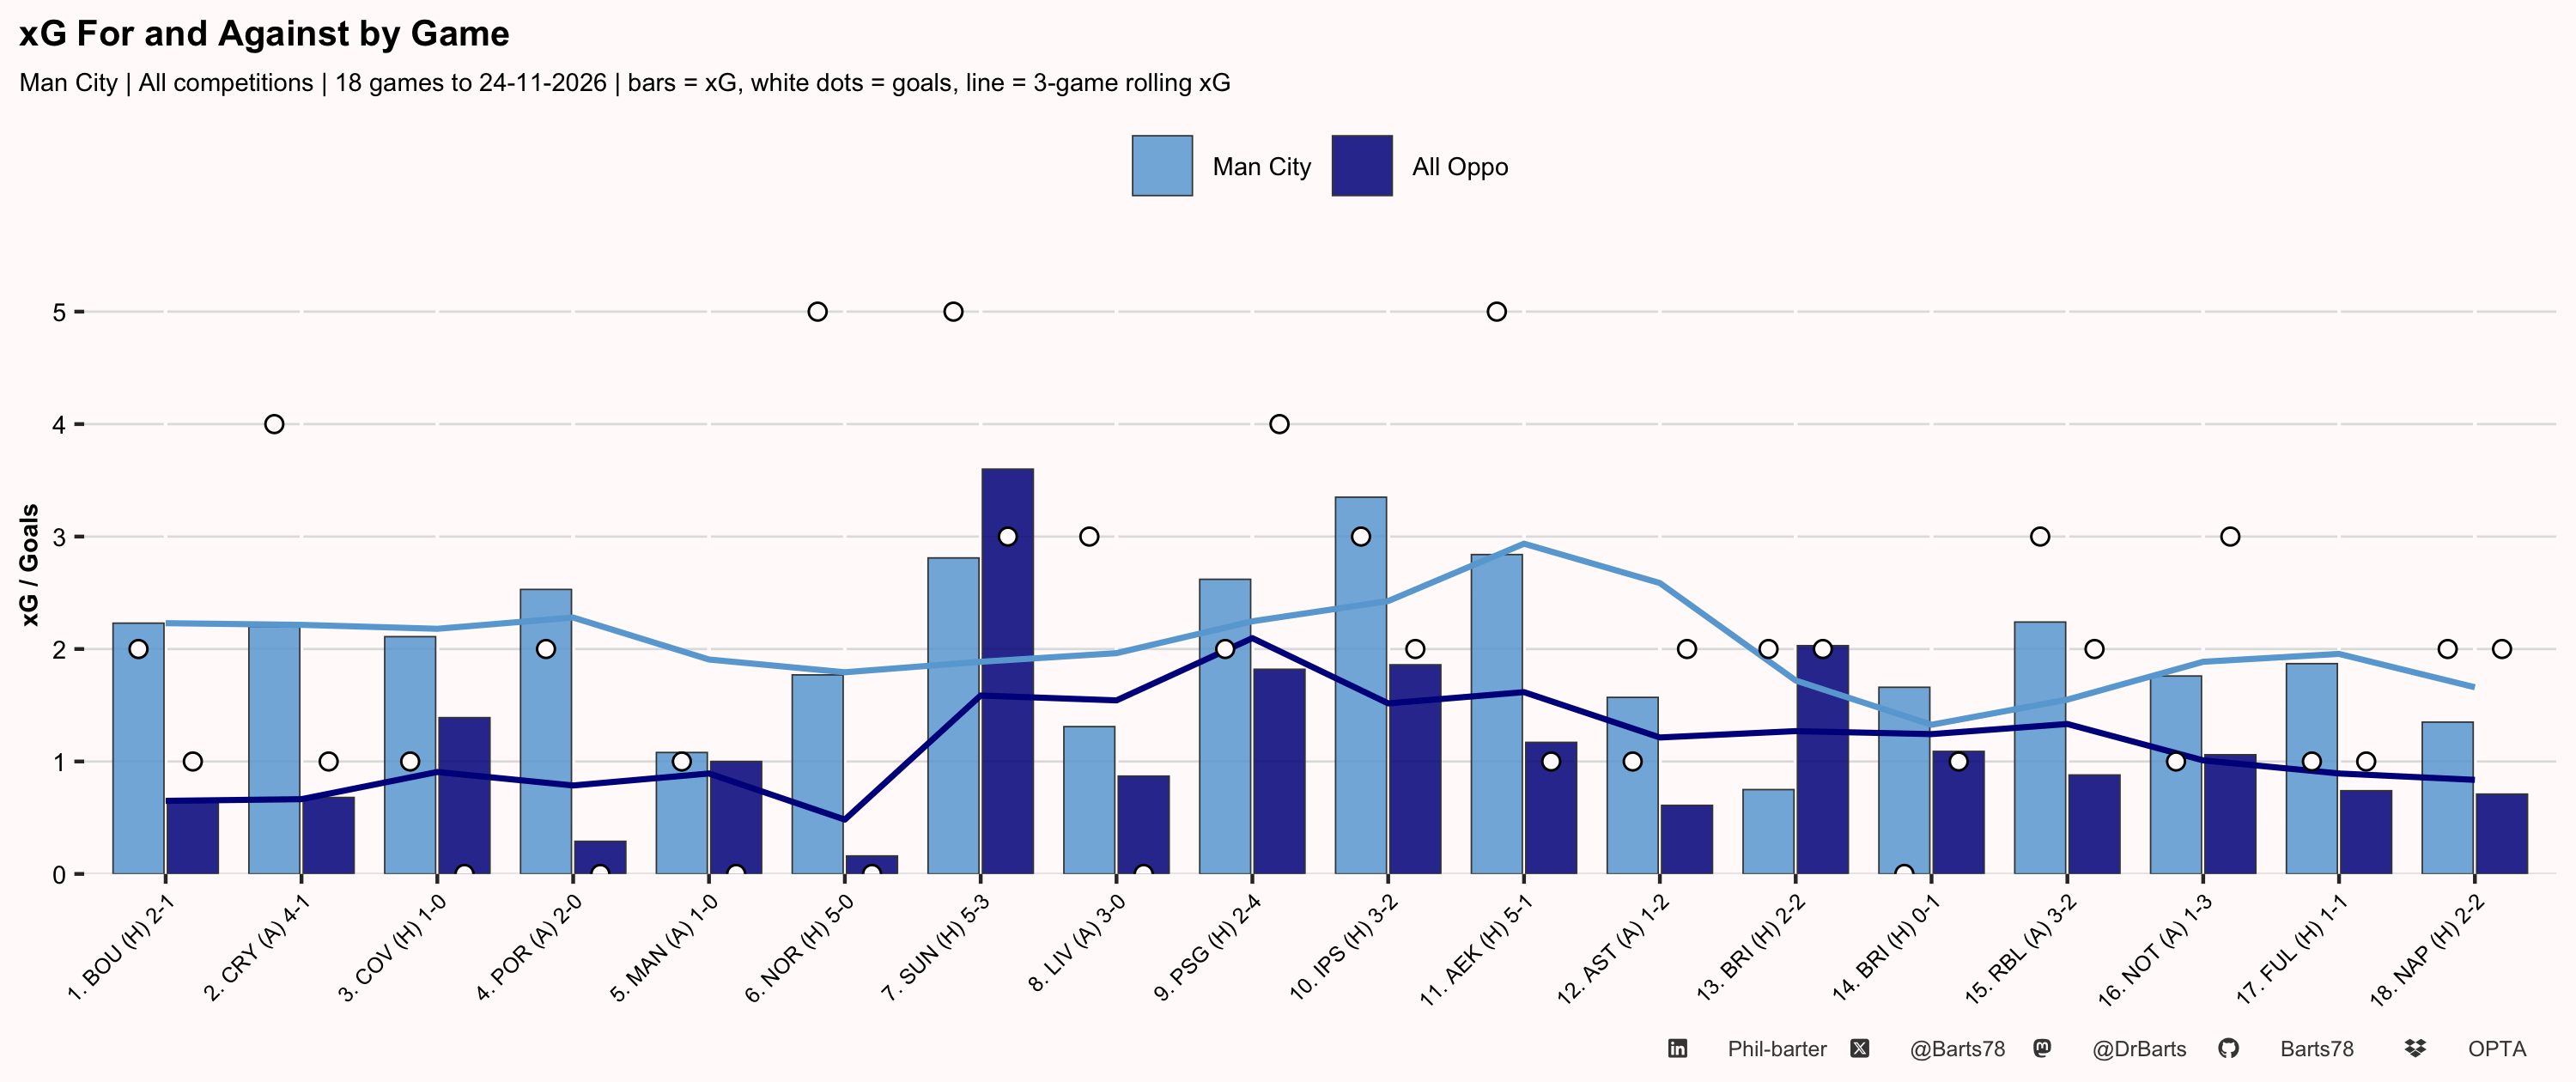 xG For and Against by Game
Man City | All competitions | 18 games to 24-11-2026 | bars = xG, white dots = goals, line = 3-game rolling xG
Man City
All Oppo
xG / Goals
5
4
3
2
1
0
1. BOU (H) 2-1
2. CRY (A) 4-1
3. COV (H) 1-0
4. POR (A) 2-0
5. MAN (A) 1-0
6. NOR (H) 5-0
7. SUN (H) 5-3
8. LIV (A) 3-0
9. PSG (H) 2-4
10. IPS (H) 3-2
11. AEK (H) 5-1
12. AST (A) 1-2
13. BRI (H) 2-2
14. BRI (H) 0-1
15. RBL (A) 3-2
16. NOT (A) 1-3
17. FUL (H) 1-1
18. NAP (H) 2-2
Phil-barter @Barts78 @DrBarts Barts78 OPTA